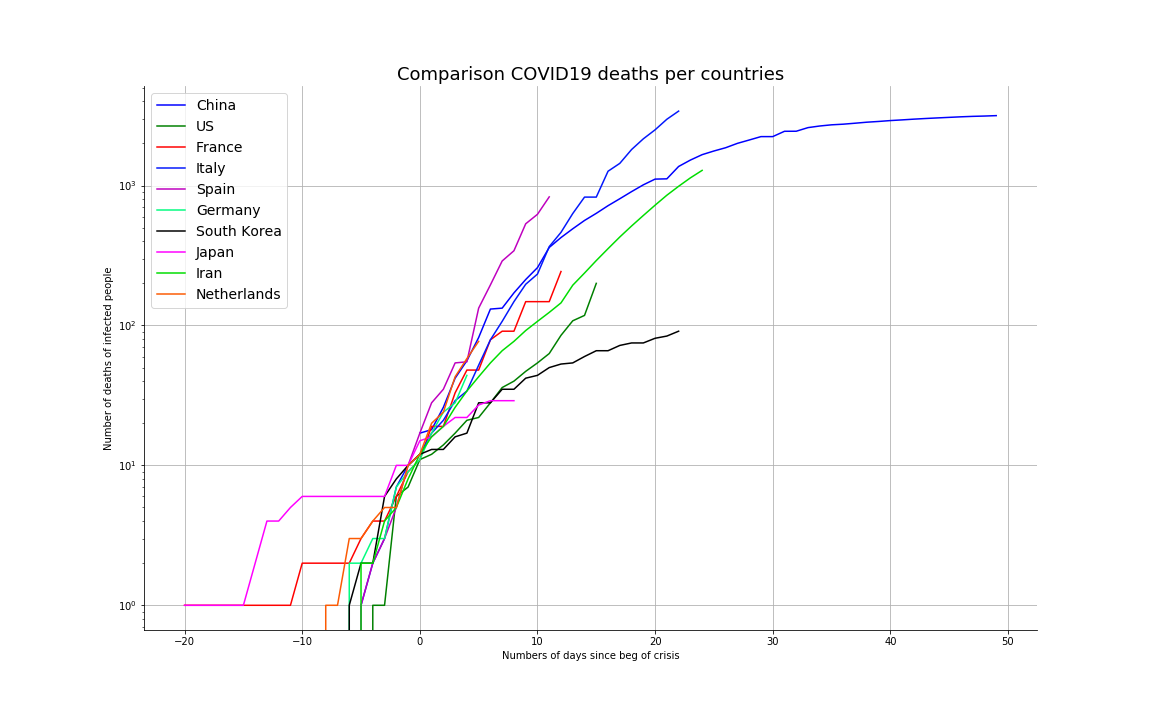 Comparison COVID19 deaths per countries
China
US
France
Italy
Spain
Germany
South Korea
Japan
Iran
Netherlands
Number of deaths of infected people
10³
10²
10¹
10⁰
−20 −10 0 10 20 30 40 50
Numbers of days since beg of crisis